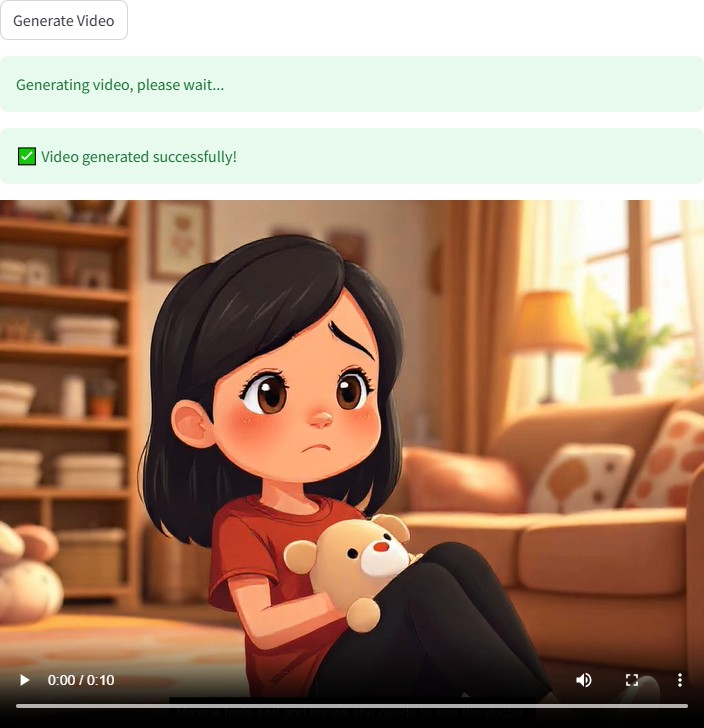 Generate Video
Generating video, please wait...
✅ Video generated successfully!
0:00 / 0:10